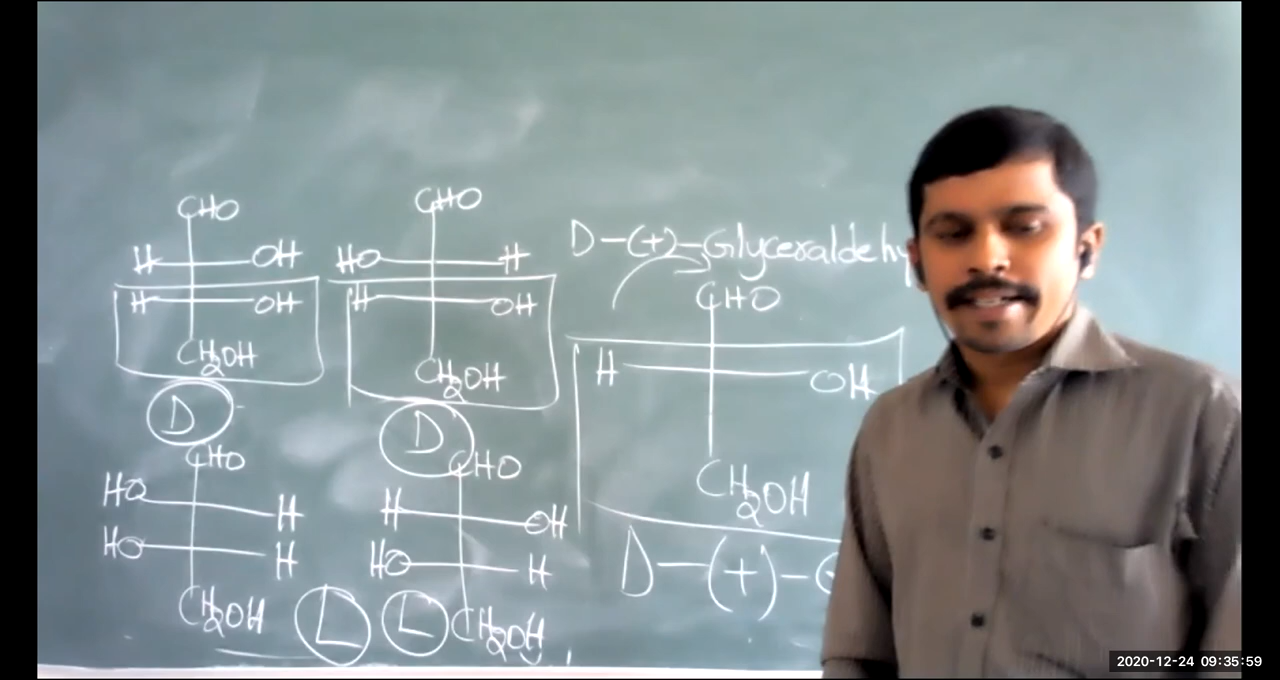 CHO
H OH
H OH
CH2OH
D
CHO
HO H
H OH
CH2OH
D
D-(+)-Glyceraldehy
CHO
H OH
CH2OH
D-(+)-G
CHO
HO H
HO H
CH2OH
L
CHO
H OH
HO H
CH2OH
L
2020-12-24 09:35:59